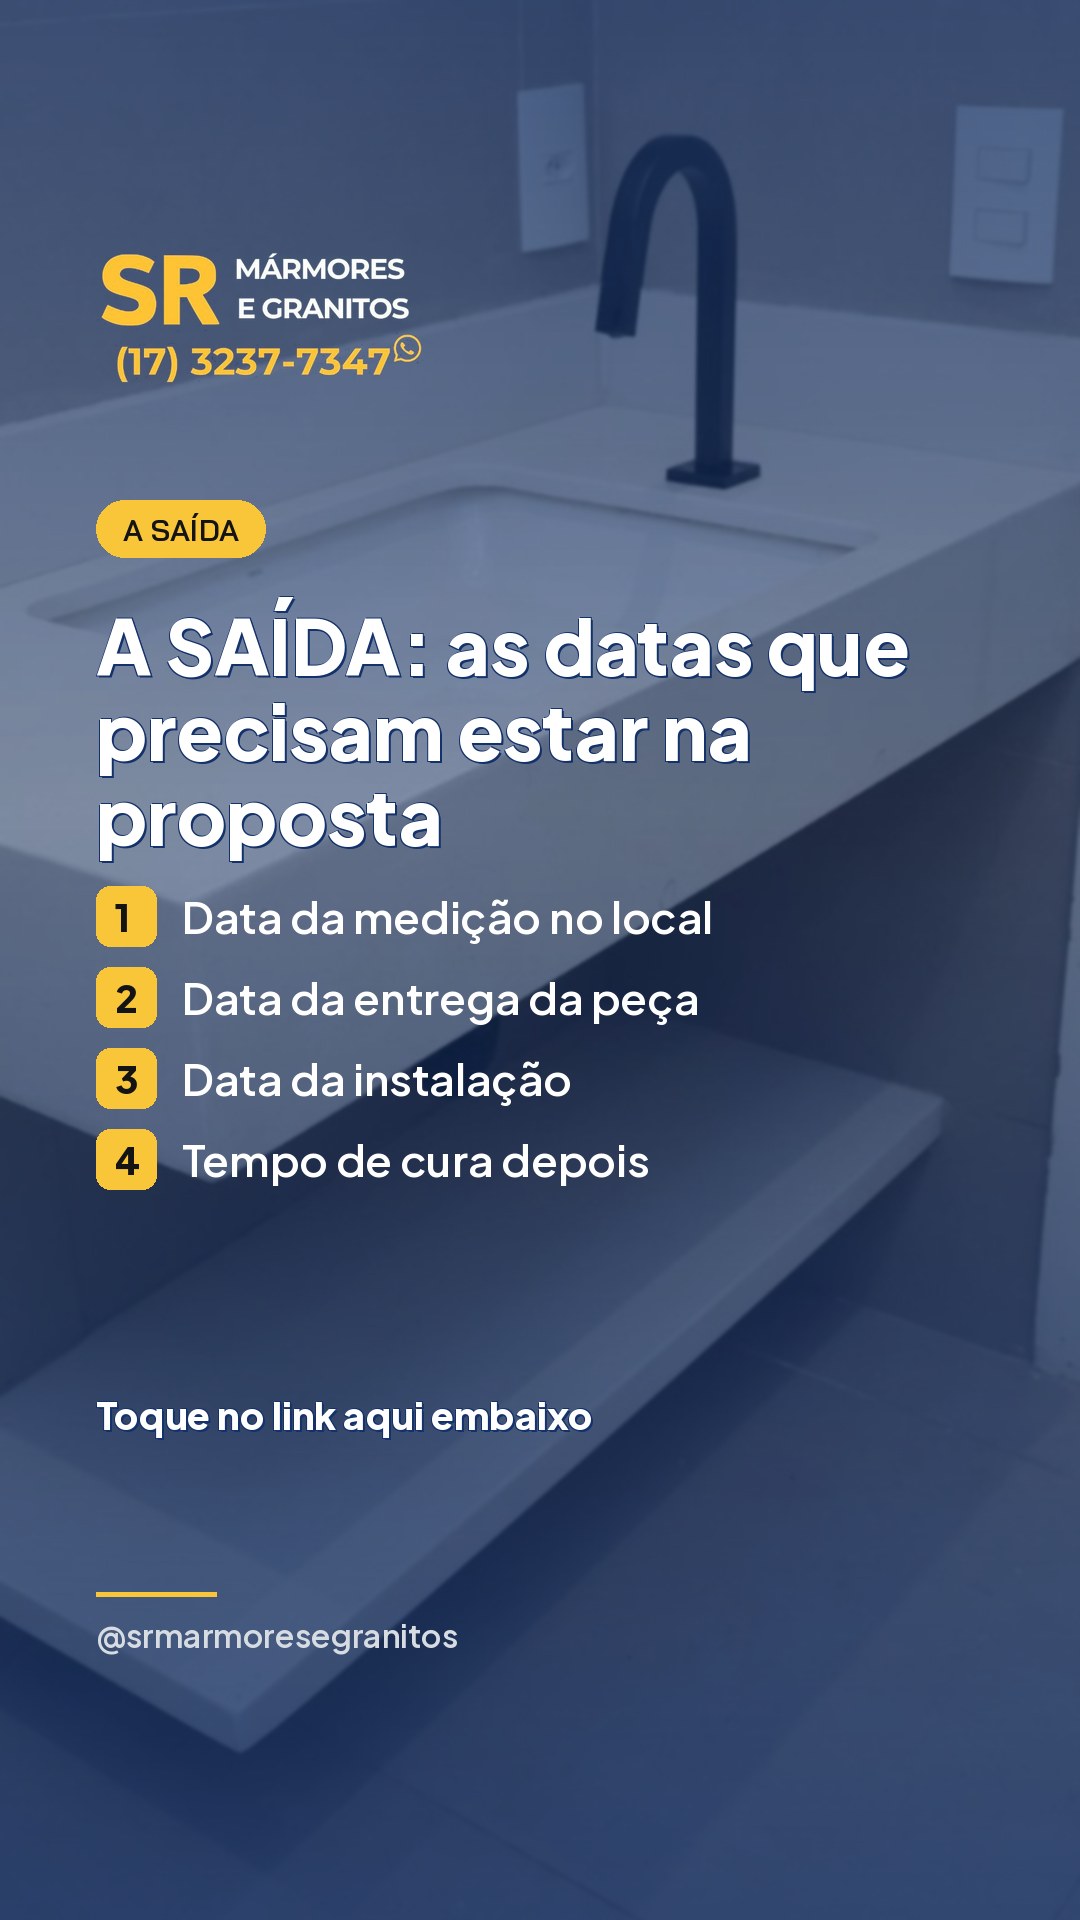 SR MÁRMORES
E GRANITOS
(17) 3237-7347
A SAÍDA
A SAÍDA: as datas que
precisam estar na
proposta
1 Data da medição no local
2 Data da entrega da peça
3 Data da instalação
4 Tempo de cura depois
Toque no link aqui embaixo
@srmarmoresegranitos